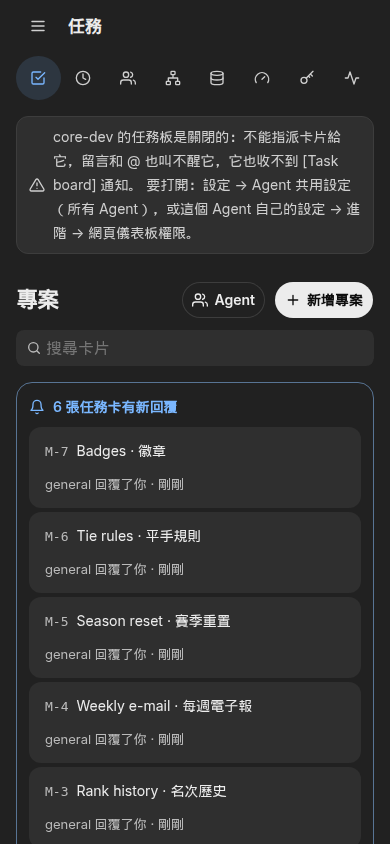 任務
core-dev 的任務板是關閉的：不能指派卡片給
它，留言和 @ 也叫不醒它，它也收不到 [Task
board] 通知。 要打開：設定 → Agent 共用設定
（所有 Agent），或這個 Agent 自己的設定 → 進
階 → 網頁儀表板權限。
專案
Agent
新增專案
搜尋卡片
6 張任務卡有新回覆
M-7 Badges · 徽章
general 回覆了你 · 剛剛
M-6 Tie rules · 平手規則
general 回覆了你 · 剛剛
M-5 Season reset · 賽季重置
general 回覆了你 · 剛剛
M-4 Weekly e-mail · 每週電子報
general 回覆了你 · 剛剛
M-3 Rank history · 名次歷史
general 回覆了你 · 剛剛